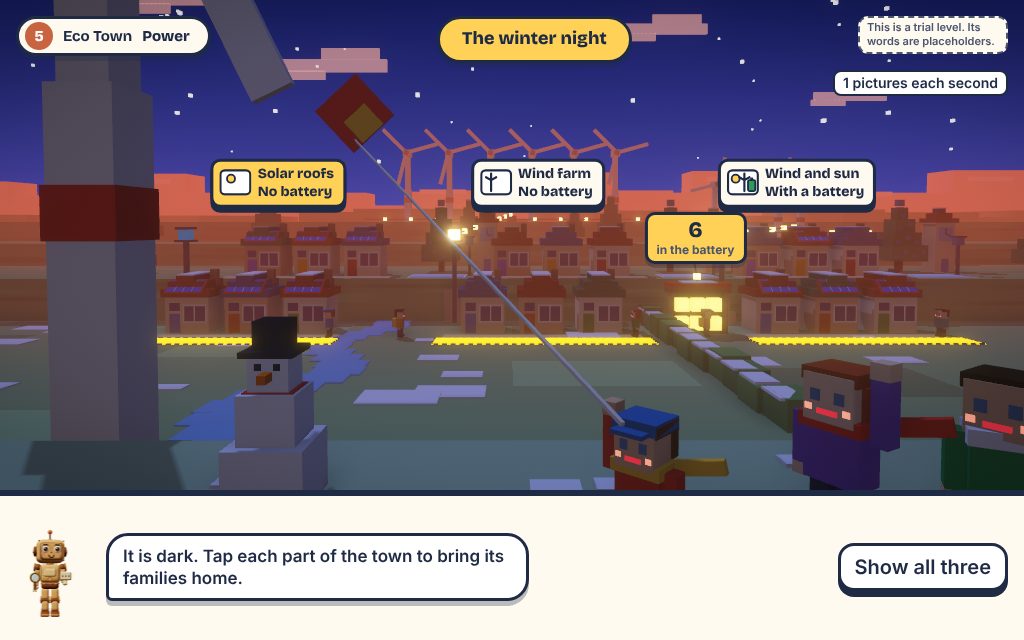 5 Eco Town Power
The winter night
This is a trial level. Its
words are placeholders.
1 pictures each second
Solar roofs
No battery
Wind farm
No battery
Wind and sun
With a battery
6
in the battery
It is dark. Tap each part of the town to bring its
families home.
Show all three